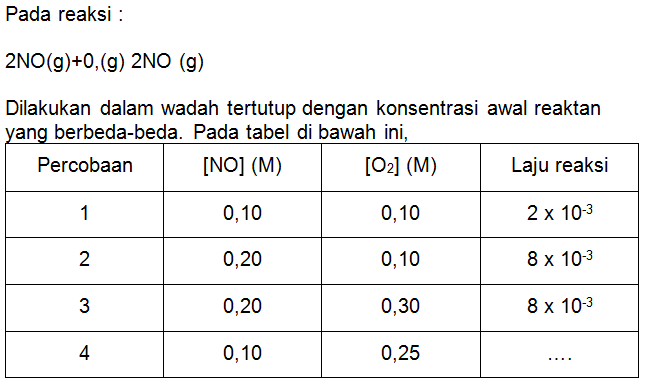 Pada reaksi :
2NO(g)+0,(g) 2NO (g)
Dilakukan dalam wadah tertutup dengan konsentrasi awal reaktan
yang berbeda-beda. Pada tabel di bawah ini,
Percobaan [NO] (M) [O₂] (M) Laju reaksi
1 0,10 0,10 2 x 10⁻³
2 0,20 0,10 8 x 10⁻³
3 0,20 0,30 8 x 10⁻³
4 0,10 0,25 ....